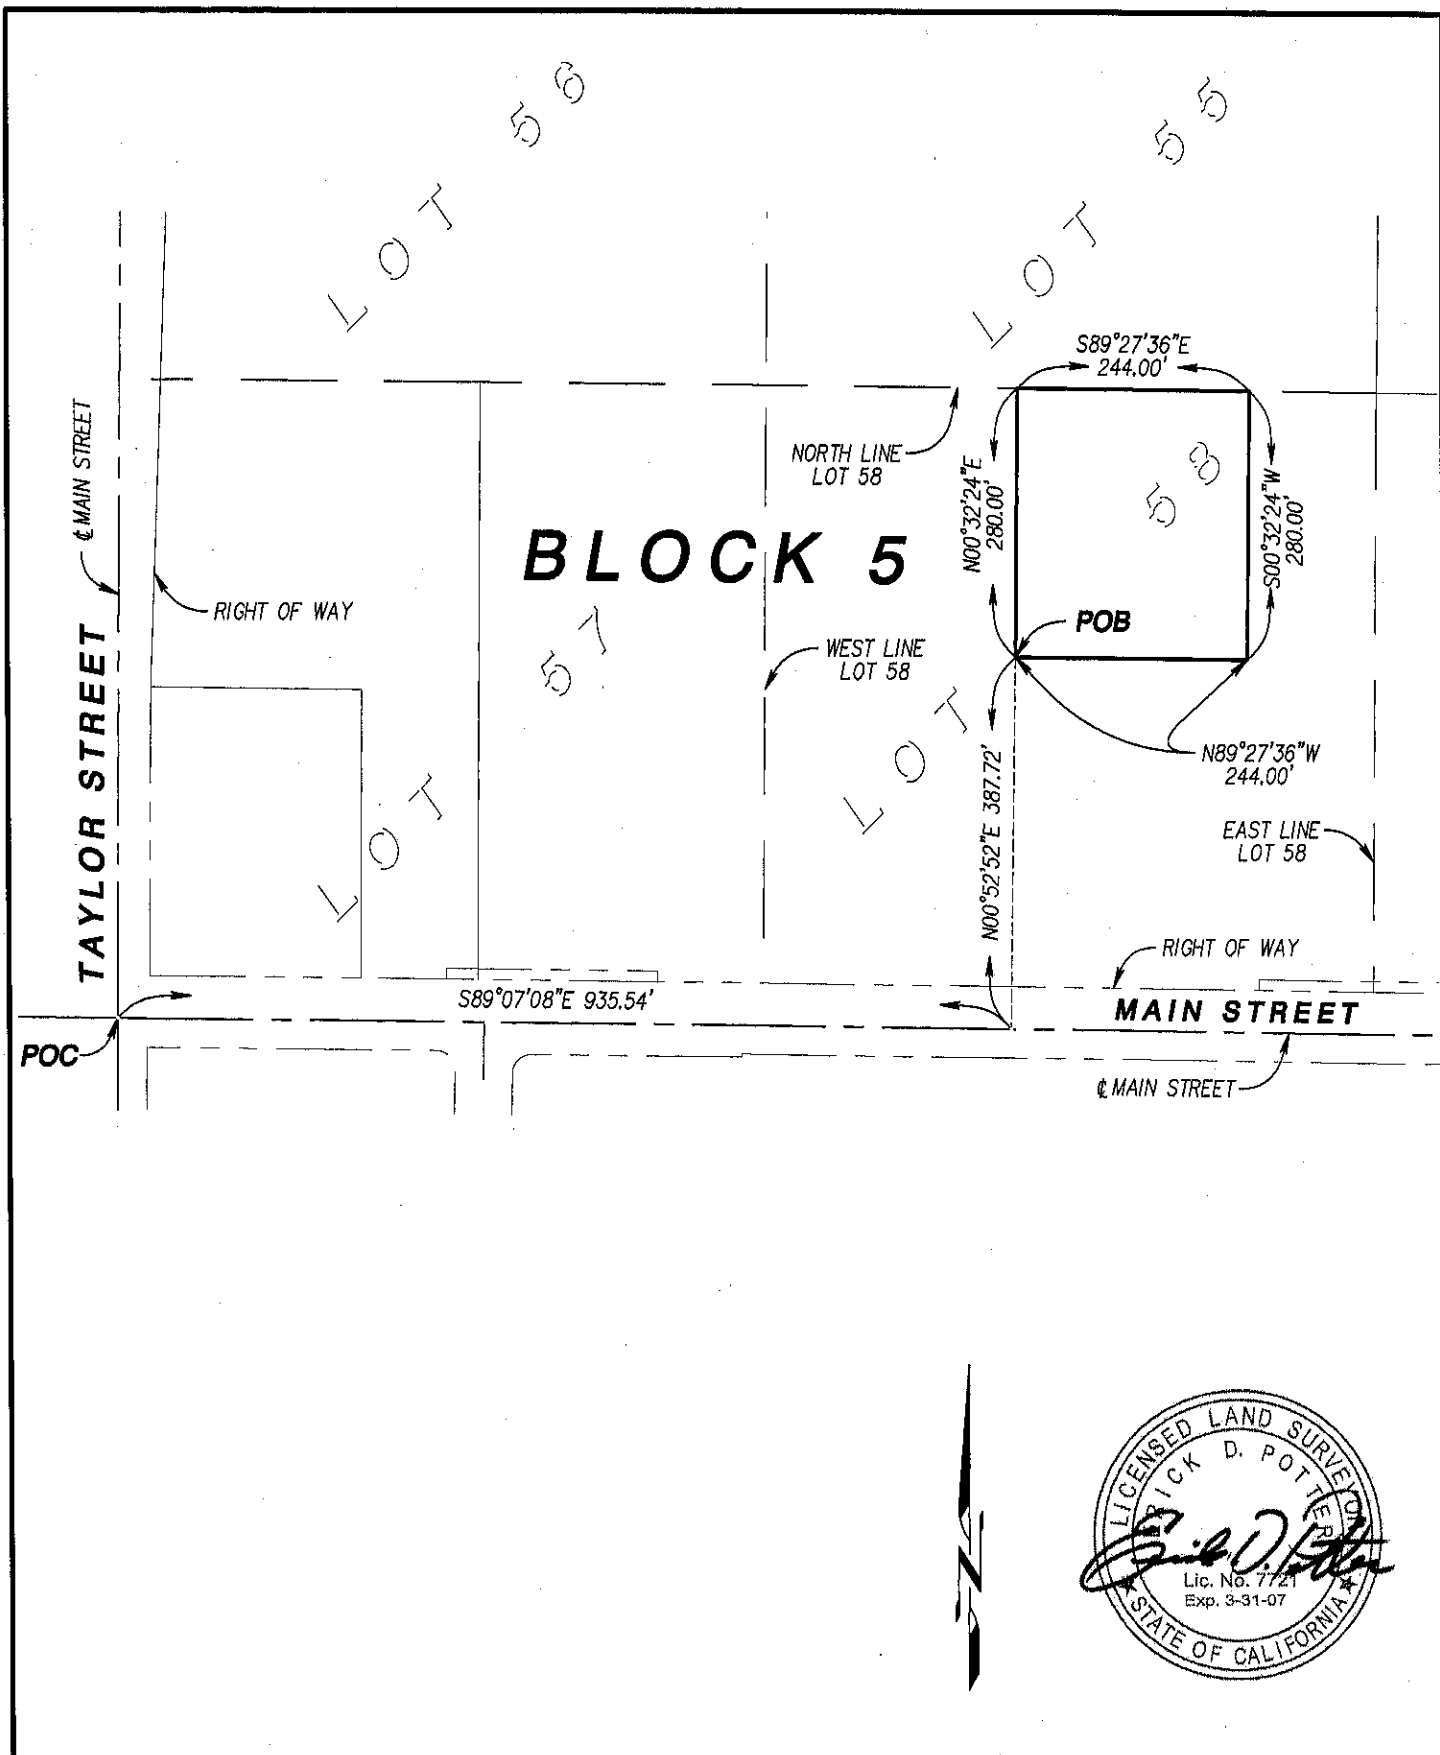 LOT 56
LOT 55
S89°27'36"E
244.00'
℄ MAIN STREET
NORTH LINE
LOT 58
N00°32'24"E
280.00'
58
S00°32'24"W
280.00'
BLOCK 5
RIGHT OF WAY
POB
TAYLOR STREET
57
WEST LINE
LOT 58
LOT
N89°27'36"W
244.00'
N00°52'52"E 387.72'
LOT
EAST LINE
LOT 58
RIGHT OF WAY
S89°07'08"E 935.54'
MAIN STREET
POC
℄ MAIN STREET
N
LICENSED LAND SURVEYOR
ERICK D. POTTER
Eric D. Potter
Lic. No. 7721
Exp. 3-31-07
STATE OF CALIFORNIA